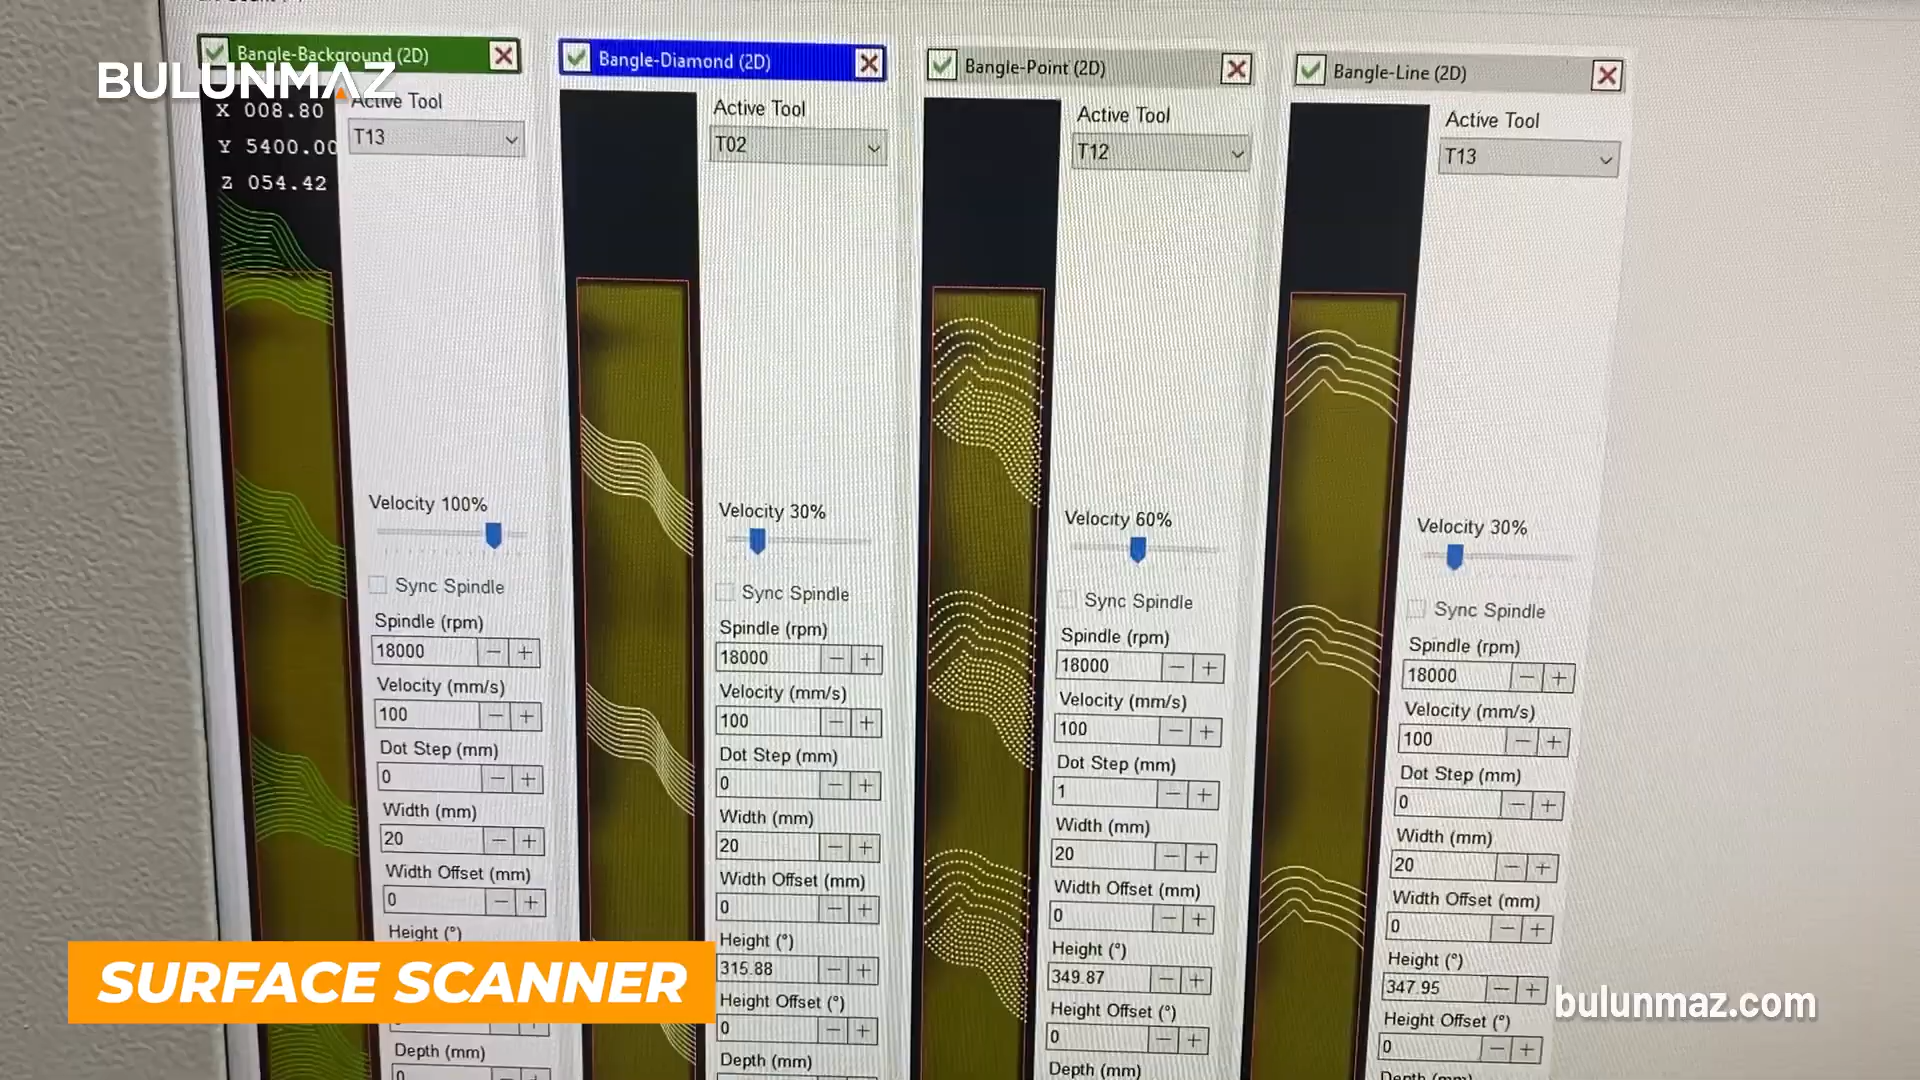 BULUNMAZ
Bangle-Background (2D)
X 008.80
Y 5400.00
Z 054.42
Active Tool
T13
Velocity 100%
Sync Spindle
Spindle (rpm)
18000
Velocity (mm/s)
100
Dot Step (mm)
0
Width (mm)
20
Width Offset (mm)
0
Height (°)
Depth (mm)
0
Bangle-Diamond (2D)
Active Tool
T02
Velocity 30%
Sync Spindle
Spindle (rpm)
18000
Velocity (mm/s)
100
Dot Step (mm)
0
Width (mm)
20
Width Offset (mm)
0
Height (°)
315.88
Height Offset (°)
0
Depth (mm)
Bangle-Point (2D)
Active Tool
T12
Velocity 60%
Sync Spindle
Spindle (rpm)
18000
Velocity (mm/s)
100
Dot Step (mm)
1
Width (mm)
20
Width Offset (mm)
0
Height (°)
349.87
Height Offset (°)
0
Depth (mm)
Bangle-Line (2D)
Active Tool
T13
Velocity 30%
Sync Spindle
Spindle (rpm)
18000
Velocity (mm/s)
100
Dot Step (mm)
0
Width (mm)
20
Width Offset (mm)
0
Height (°)
347.95
Height Offset (°)
0
Depth (mm)
SURFACE SCANNER
bulunmaz.com